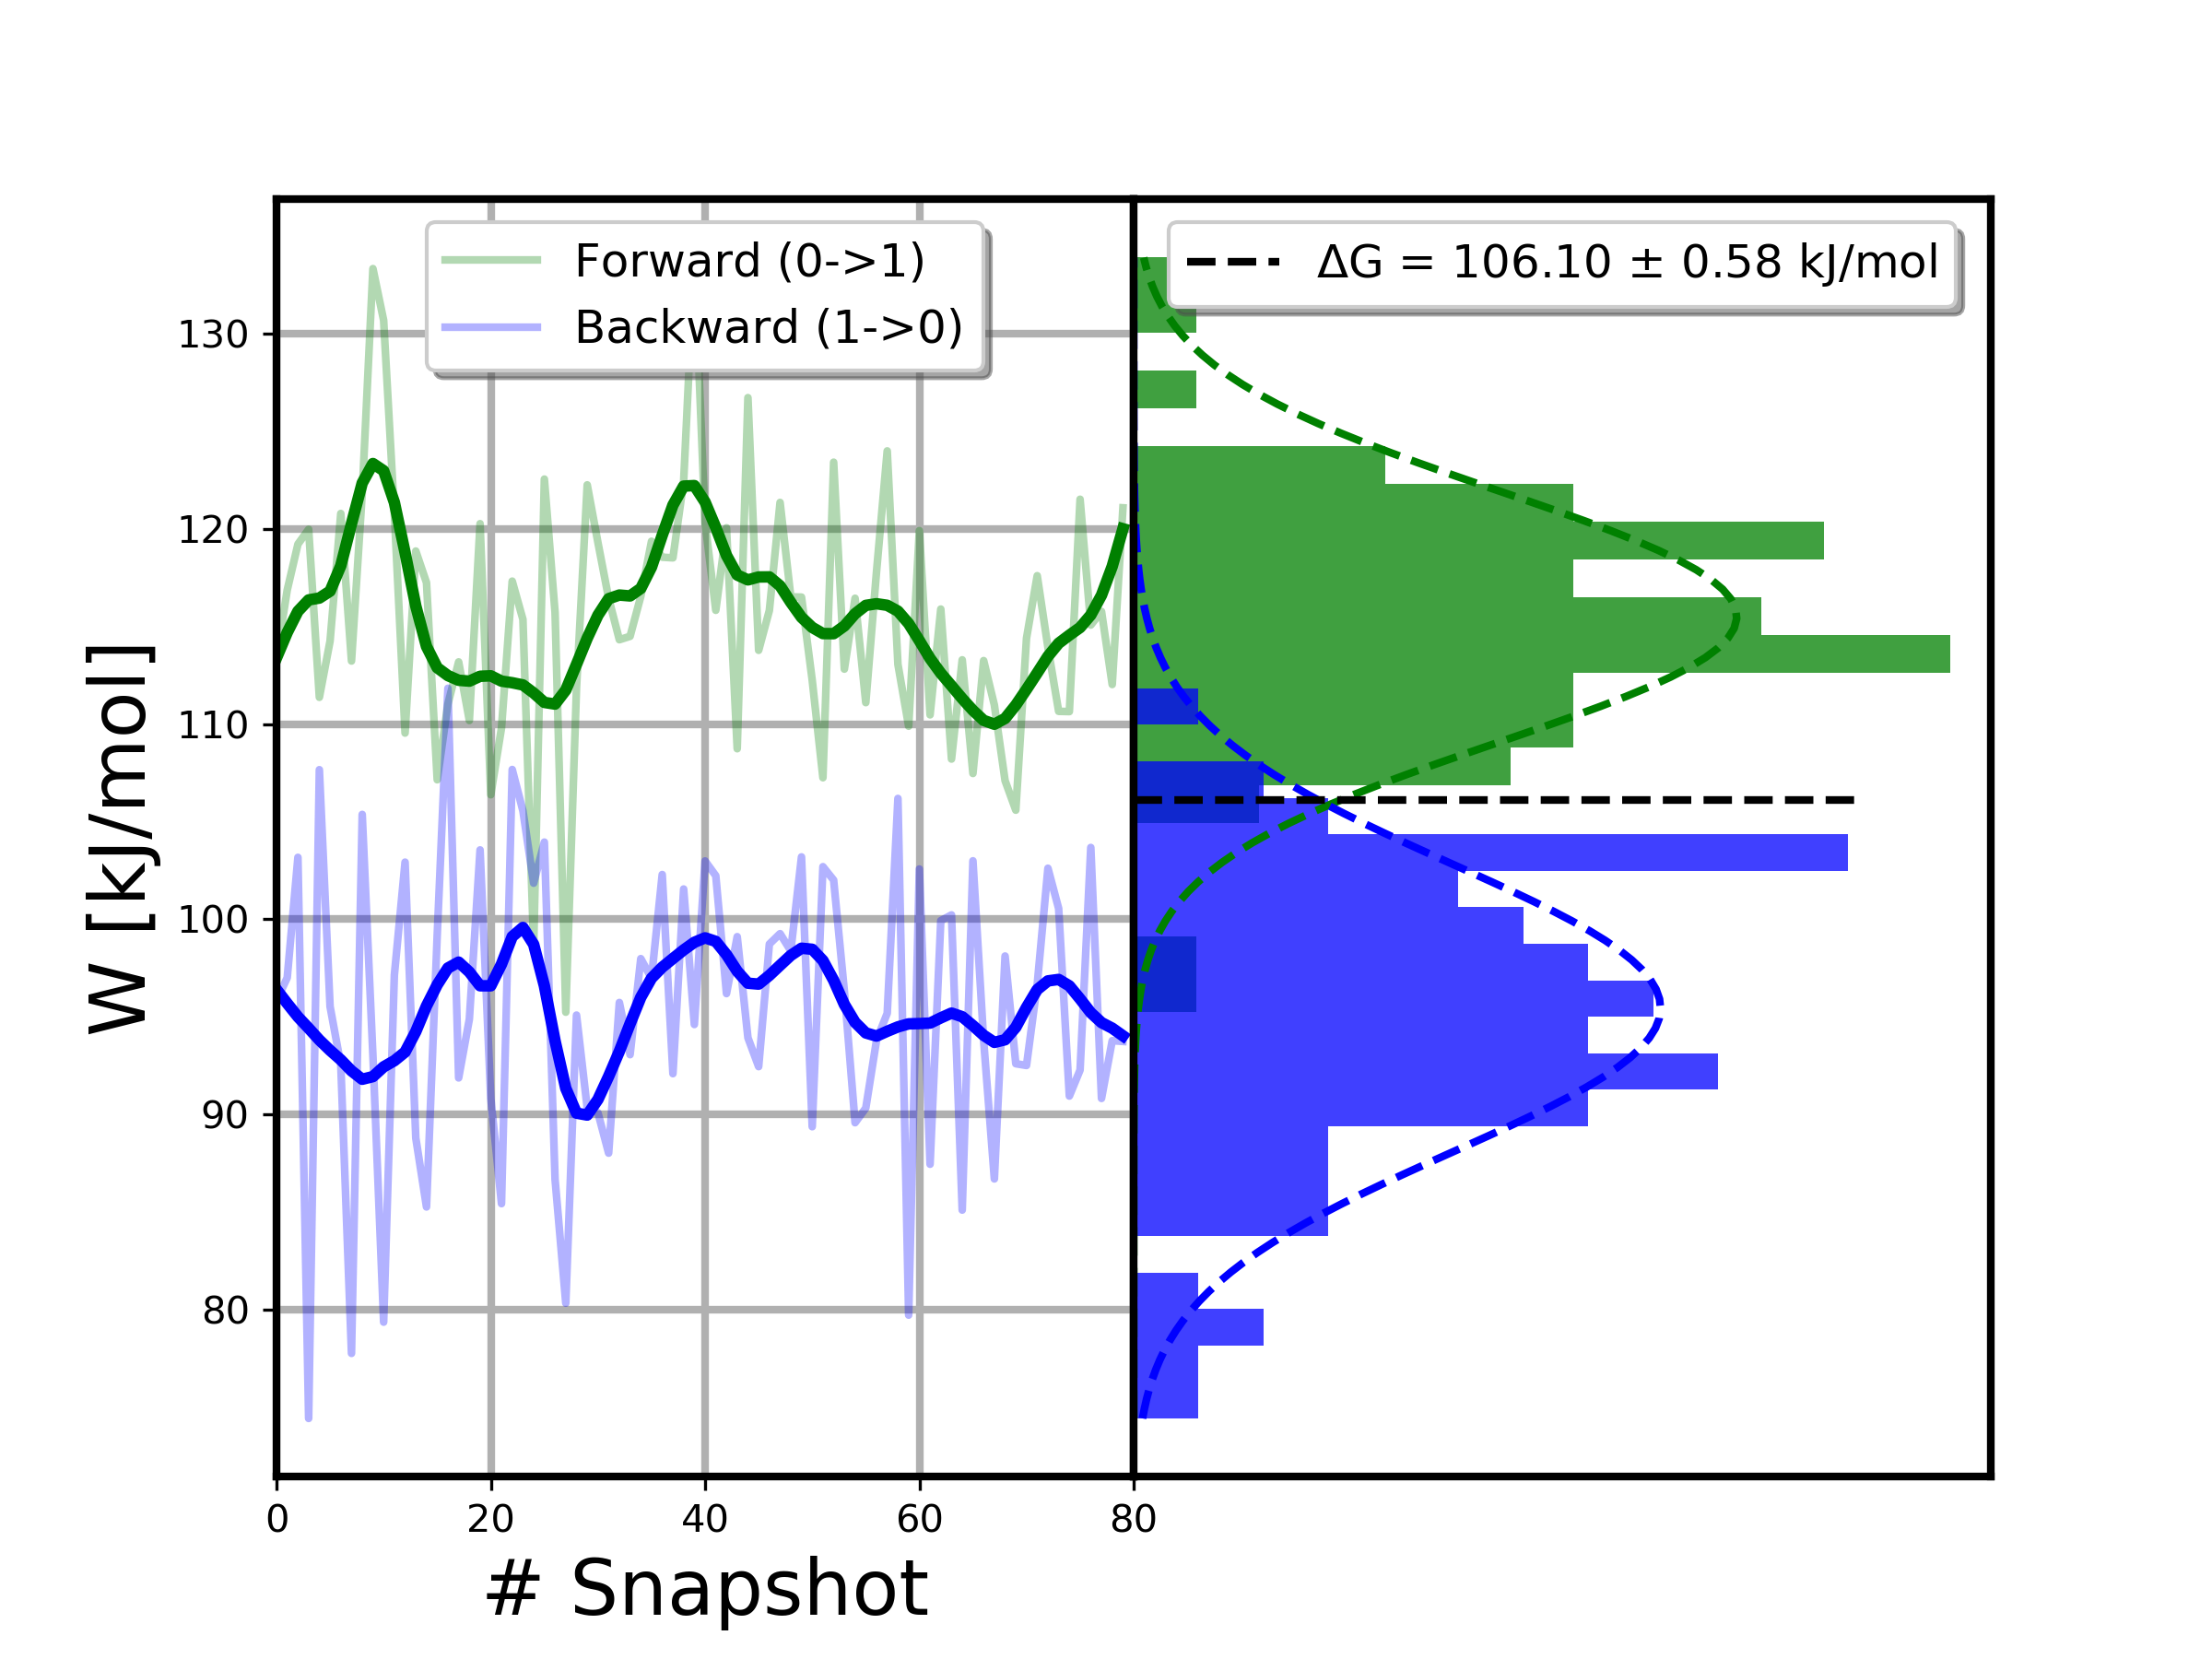 Forward (0->1)
Backward (1->0)
ΔG = 106.10 ± 0.58 kJ/mol
W [kJ/mol]
130
120
110
100
90
80
0 20 40 60 80
# Snapshot